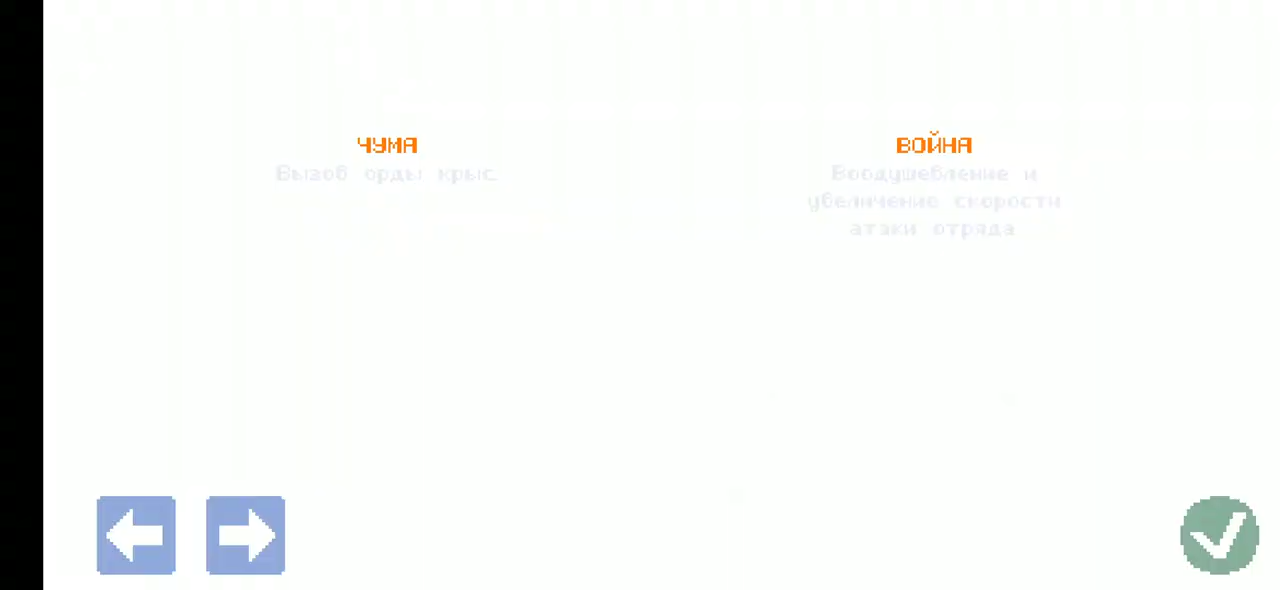 ЧУМА
Вызов орды крыс
ВОЙНА
Воодушевление и
увеличение скорости
атаки отряда